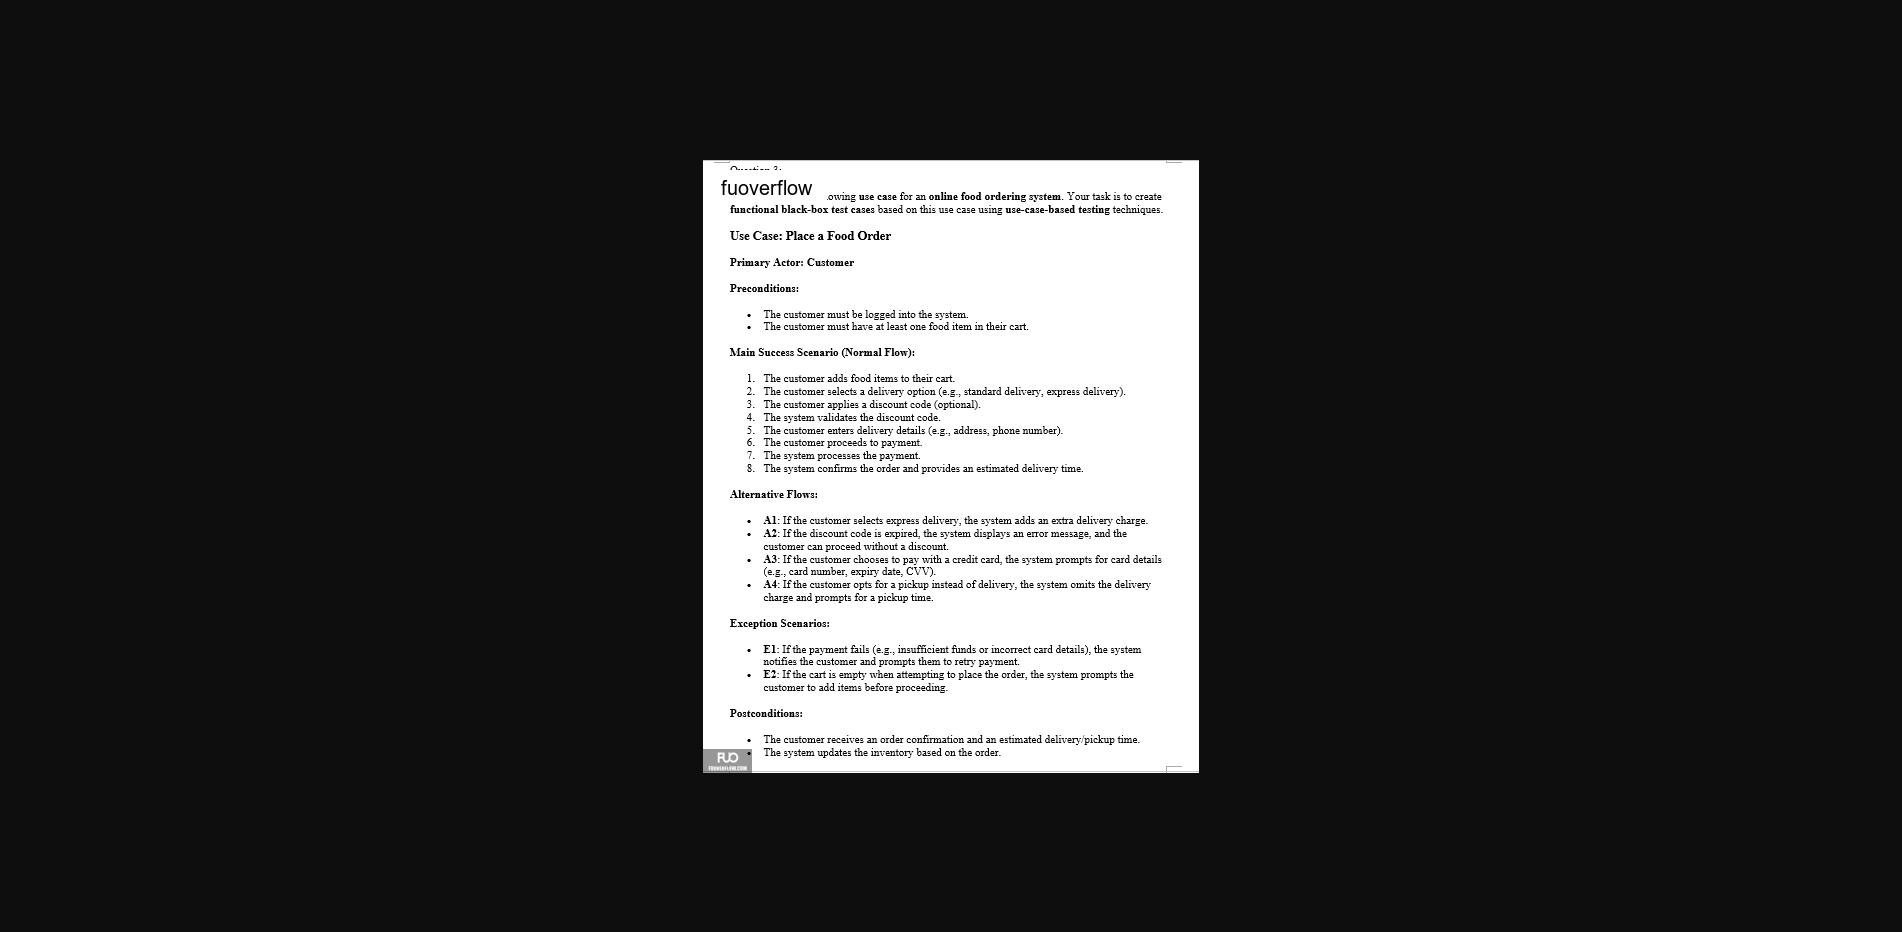 Question 3:
fuoverflow
owing use case for an online food ordering system. Your task is to create
functional black-box test cases based on this use case using use-case-based testing techniques.
Use Case: Place a Food Order
Primary Actor: Customer
Preconditions:
• The customer must be logged into the system.
• The customer must have at least one food item in their cart.
Main Success Scenario (Normal Flow):
1. The customer adds food items to their cart.
2. The customer selects a delivery option (e.g., standard delivery, express delivery).
3. The customer applies a discount code (optional).
4. The system validates the discount code.
5. The customer enters delivery details (e.g., address, phone number).
6. The customer proceeds to payment.
7. The system processes the payment.
8. The system confirms the order and provides an estimated delivery time.
Alternative Flows:
• A1: If the customer selects express delivery, the system adds an extra delivery charge.
• A2: If the discount code is expired, the system displays an error message, and the
customer can proceed without a discount.
• A3: If the customer chooses to pay with a credit card, the system prompts for card details
(e.g., card number, expiry date, CVV).
• A4: If the customer opts for a pickup instead of delivery, the system omits the delivery
charge and prompts for a pickup time.
Exception Scenarios:
• E1: If the payment fails (e.g., insufficient funds or incorrect card details), the system
notifies the customer and prompts them to retry payment.
• E2: If the cart is empty when attempting to place the order, the system prompts the
customer to add items before proceeding.
Postconditions:
• The customer receives an order confirmation and an estimated delivery/pickup time.
• The system updates the inventory based on the order.
FUO
FUOVERFLOW.COM